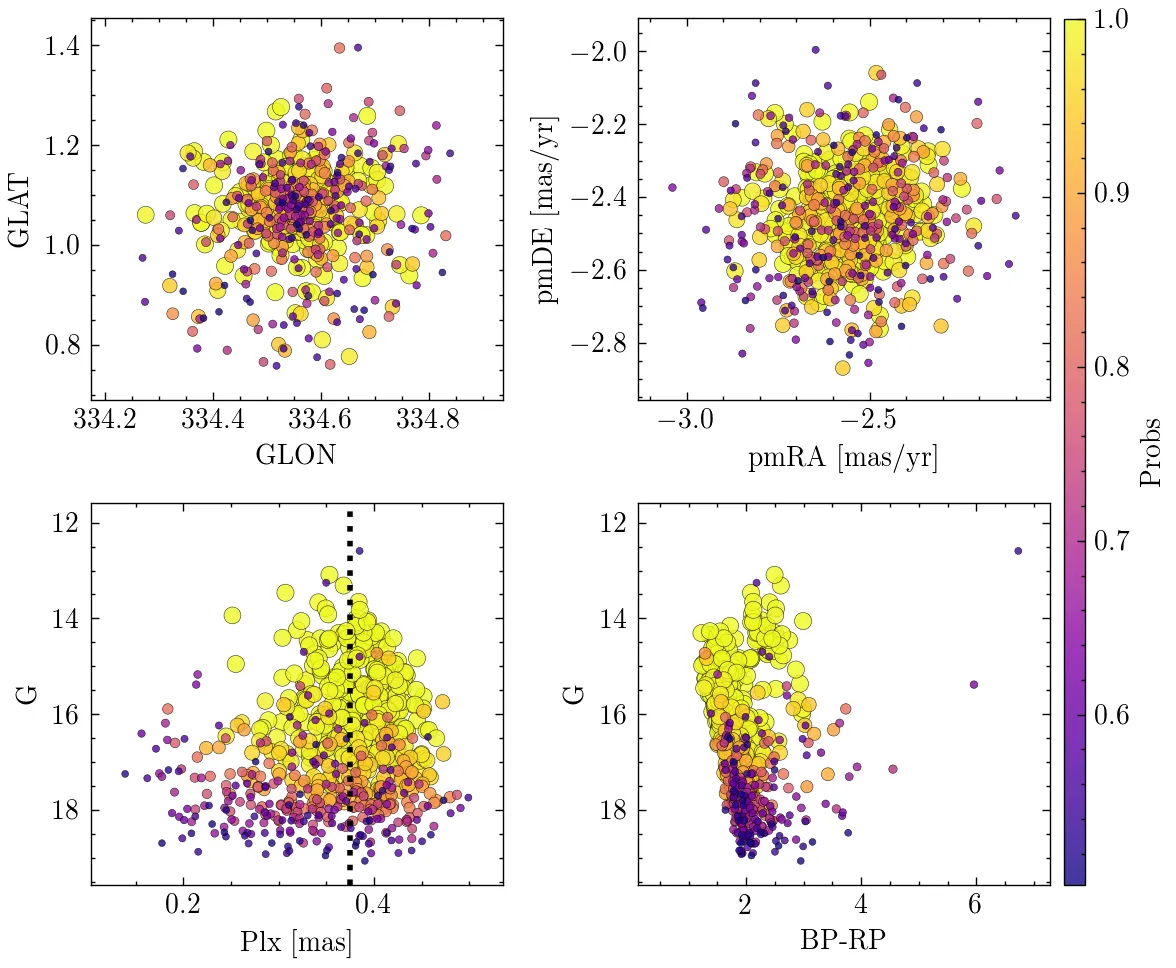 1.4
1.2
1.0
0.8
GLAT
334.2 334.4 334.6 334.8
GLON
−2.0
−2.2
−2.4
−2.6
−2.8
pmDE [mas/yr]
−3.0 −2.5
pmRA [mas/yr]
1.0
0.9
0.8
0.7
0.6
Probs
12
14
16
18
G
0.2 0.4
Plx [mas]
12
14
16
18
G
2 4 6
BP-RP